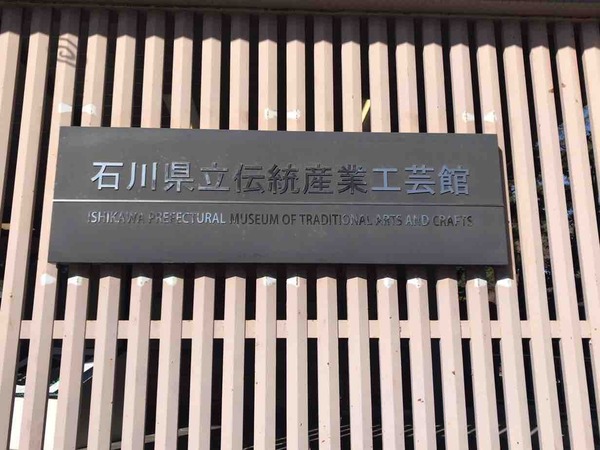 石川県立伝統産業工芸館
ISHIKAWA PREFECTURAL MUSEUM OF TRADITIONAL ARTS AND CRAFTS